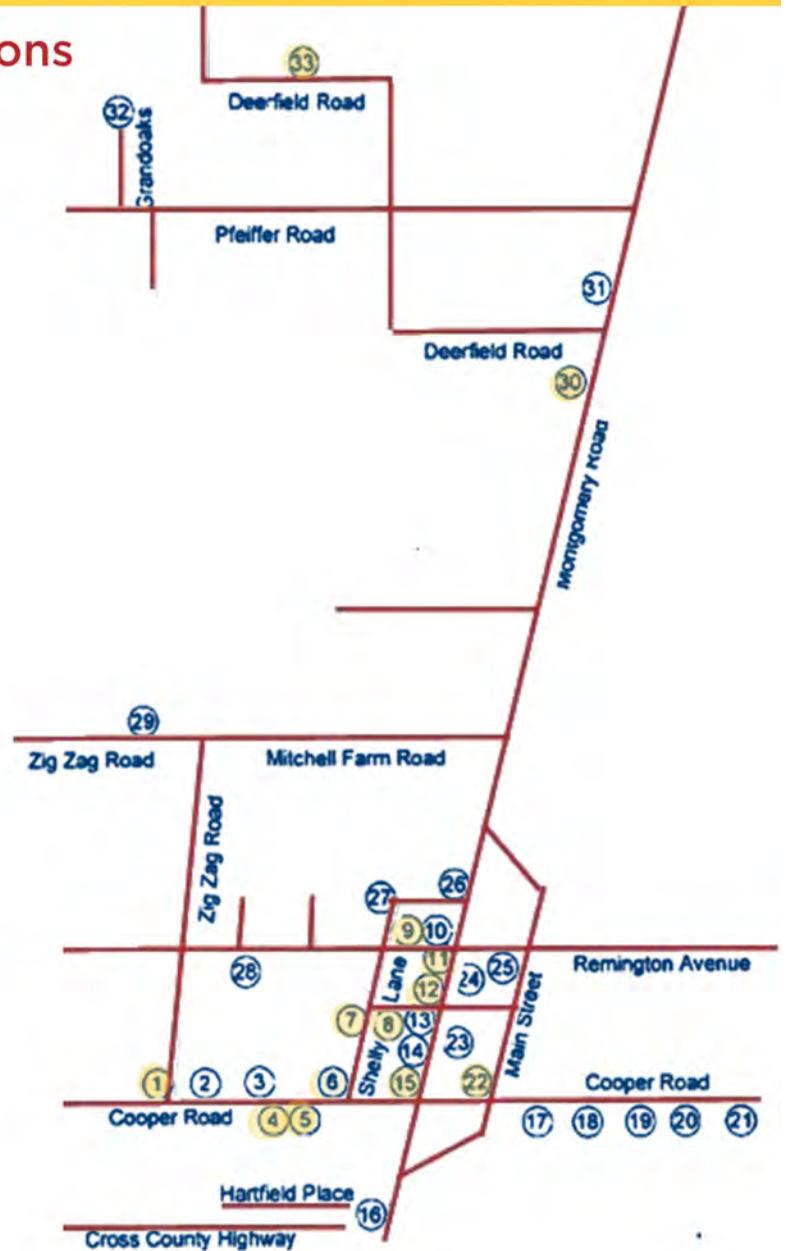 ons
33
Deerfield Road
32
Grandoaks
Pfeiffer Road
31
Deerfield Road
30
Montgomery Road
29
Zig Zag Road
Mitchell Farm Road
Zig Zag Road
27
26
9
10
Remington Avenue
28
Lane
11
24
25
12
7
8
13
Shelly
14
23
Main Street
1
2
3
6
15
22
Cooper Road
Cooper Road
4
5
17
18
19
20
21
Hartfield Place
16
Cross County Highway